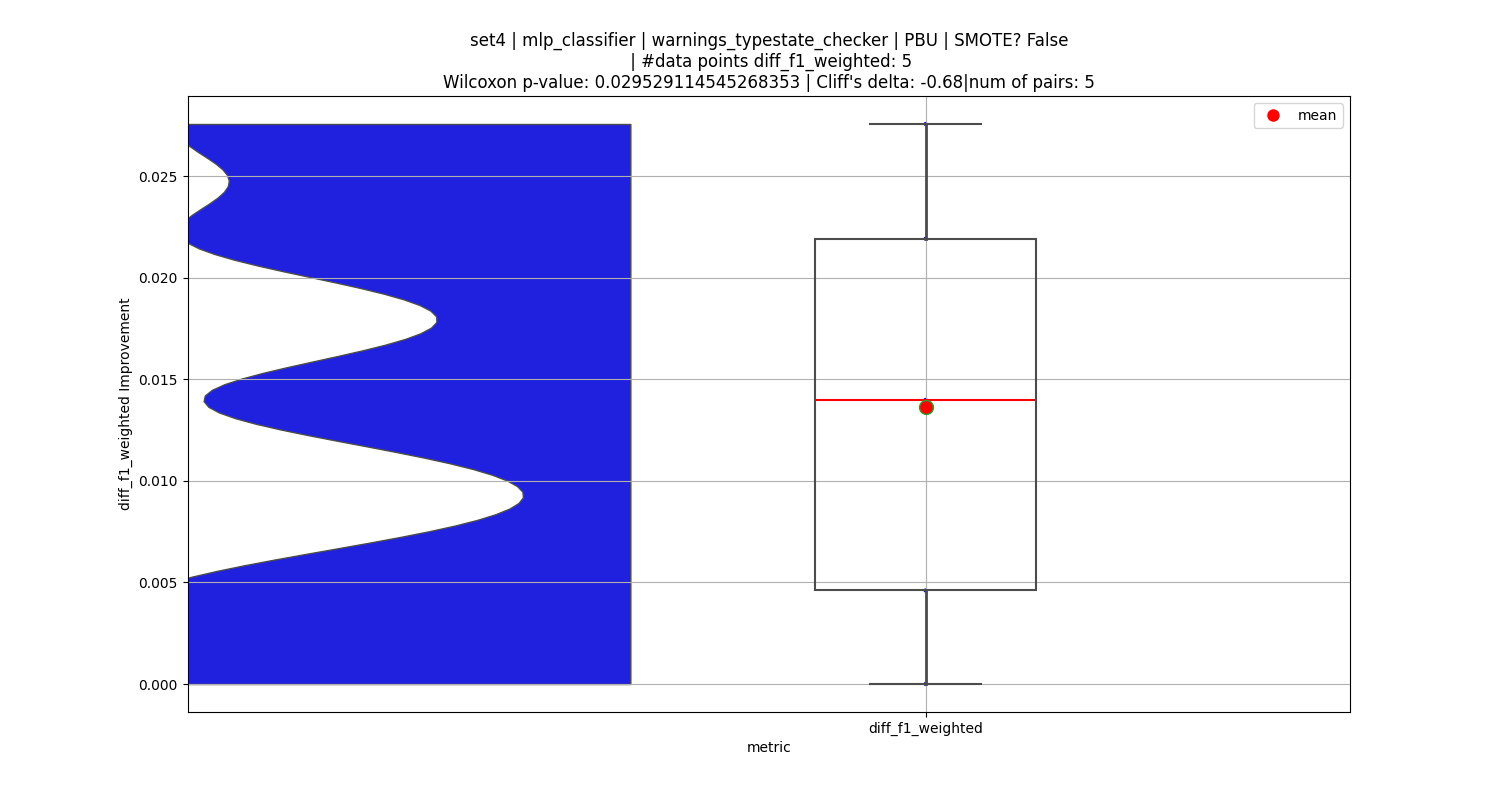 set4 | mlp_classifier | warnings_typestate_checker | PBU | SMOTE? False
| #data points diff_f1_weighted: 5
Wilcoxon p-value: 0.029529114545268353 | Cliff's delta: -0.68|num of pairs: 5
mean
0.025
0.020
0.015
0.010
0.005
0.000
diff_f1_weighted Improvement
diff_f1_weighted
metric